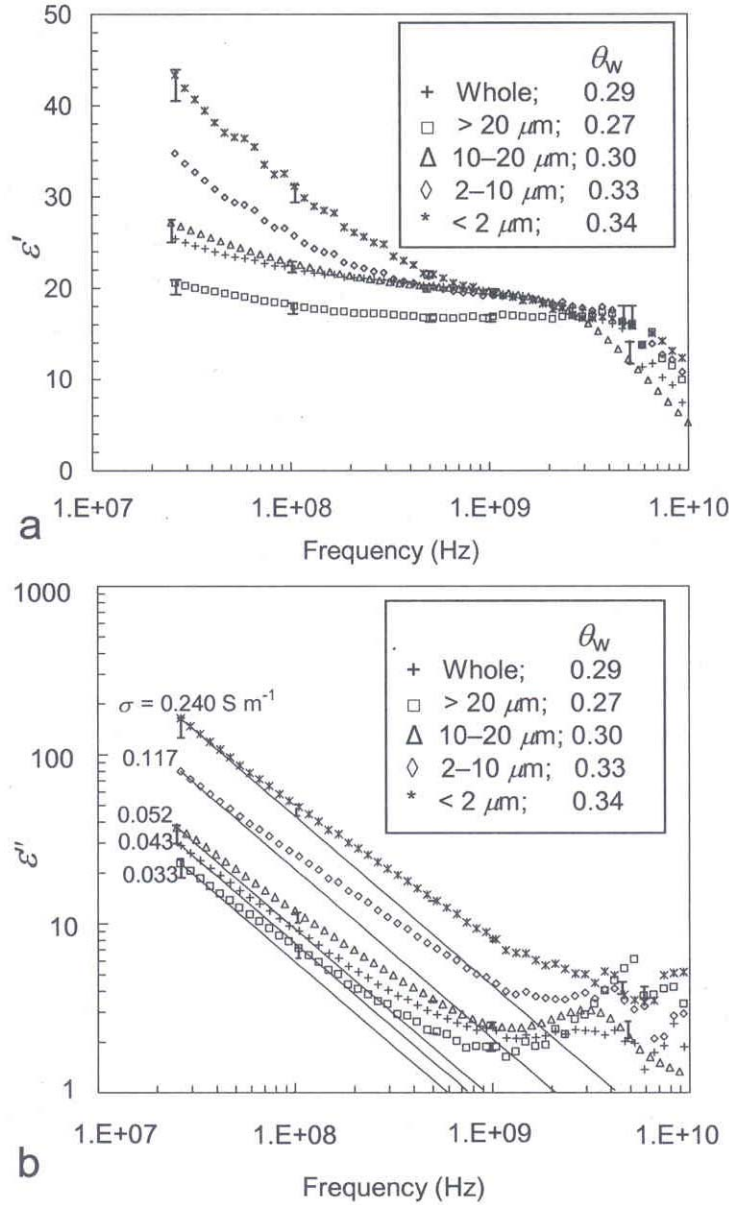 50
40
30
20
10
0
ε'
θw
+ Whole; 0.29
□ > 20 μm; 0.27
Δ 10–20 μm; 0.30
◇ 2–10 μm; 0.33
* < 2 μm; 0.34
1.E+07 1.E+08 1.E+09 1.E+10
Frequency (Hz)
a
1000
100
10
1
ε"
θw
+ Whole; 0.29
□ > 20 μm; 0.27
Δ 10–20 μm; 0.30
◇ 2–10 μm; 0.33
* < 2 μm; 0.34
σ = 0.240 S m⁻¹
0.117
0.052
0.043
0.033
1.E+07 1.E+08 1.E+09 1.E+10
Frequency (Hz)
b